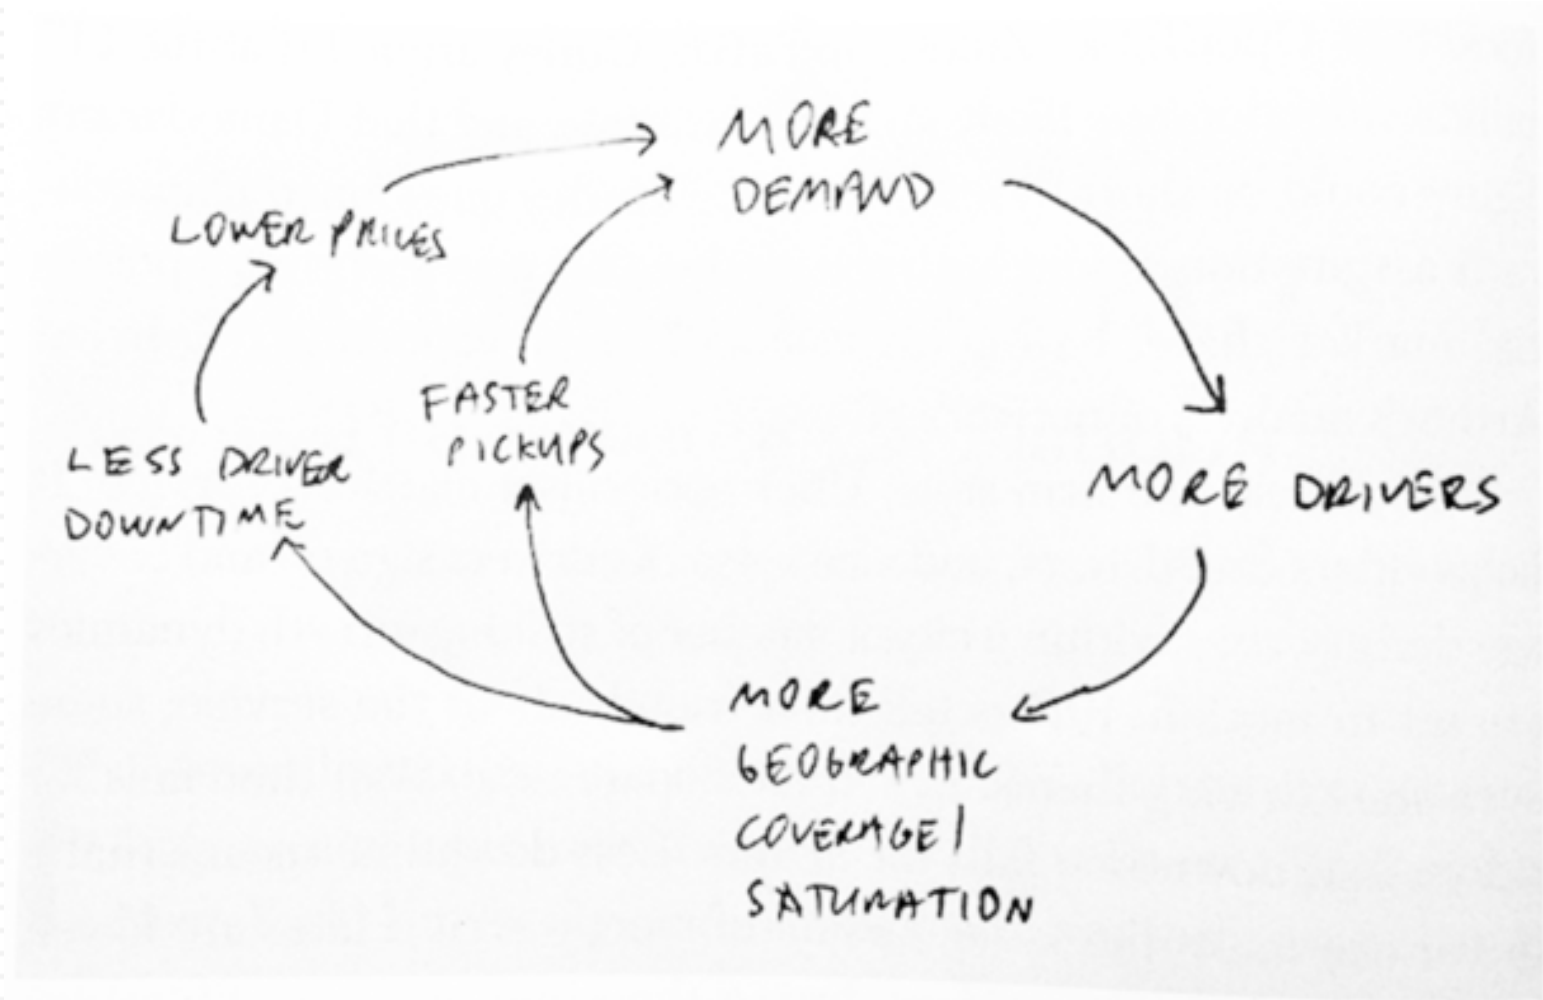 MORE
DEMAND
LOWER PRICES
FASTER
PICKUPS
LESS DRIVER
DOWNTIME
MORE DRIVERS
MORE
GEOGRAPHIC
COVERAGE/
SATURATION